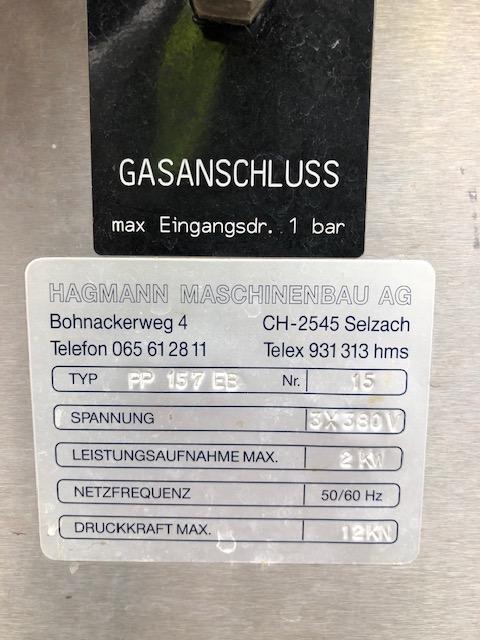 GASANSCHLUSS
max Eingangsdr. 1 bar
HAGMANN MASCHINENBAU AG
Bohnackerweg 4 CH-2545 Selzach
Telefon 065 61 28 11 Telex 931 313 hms
TYP PP 157 EB Nr. 15
SPANNUNG 3X380V
LEISTUNGSAUFNAHME MAX. 2 KW
NETZFREQUENZ 50/60 Hz
DRUCKKRAFT MAX. 12KN